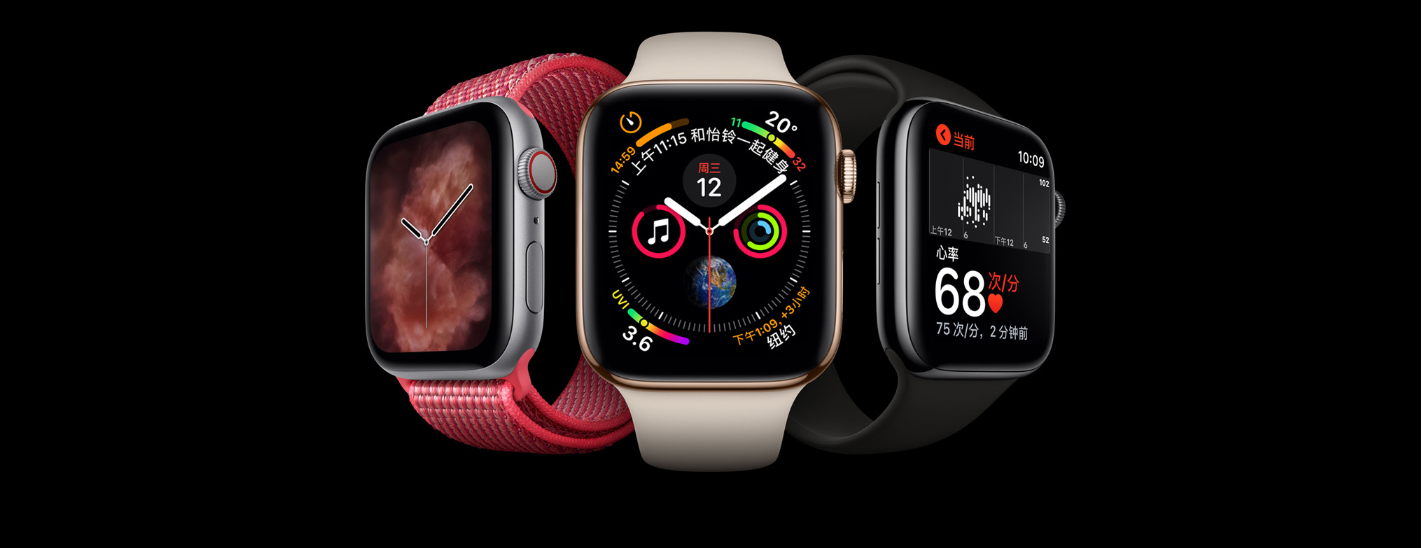 上午11:15 和怡铃一起健身
14:59
11
20°
32
周三
12
UVI
3.6
下午1:09, +3小时
纽约
当前
10:09
102
52
上午12
6
下午12
6
心率
68 次/分
75 次/分，2 分钟前